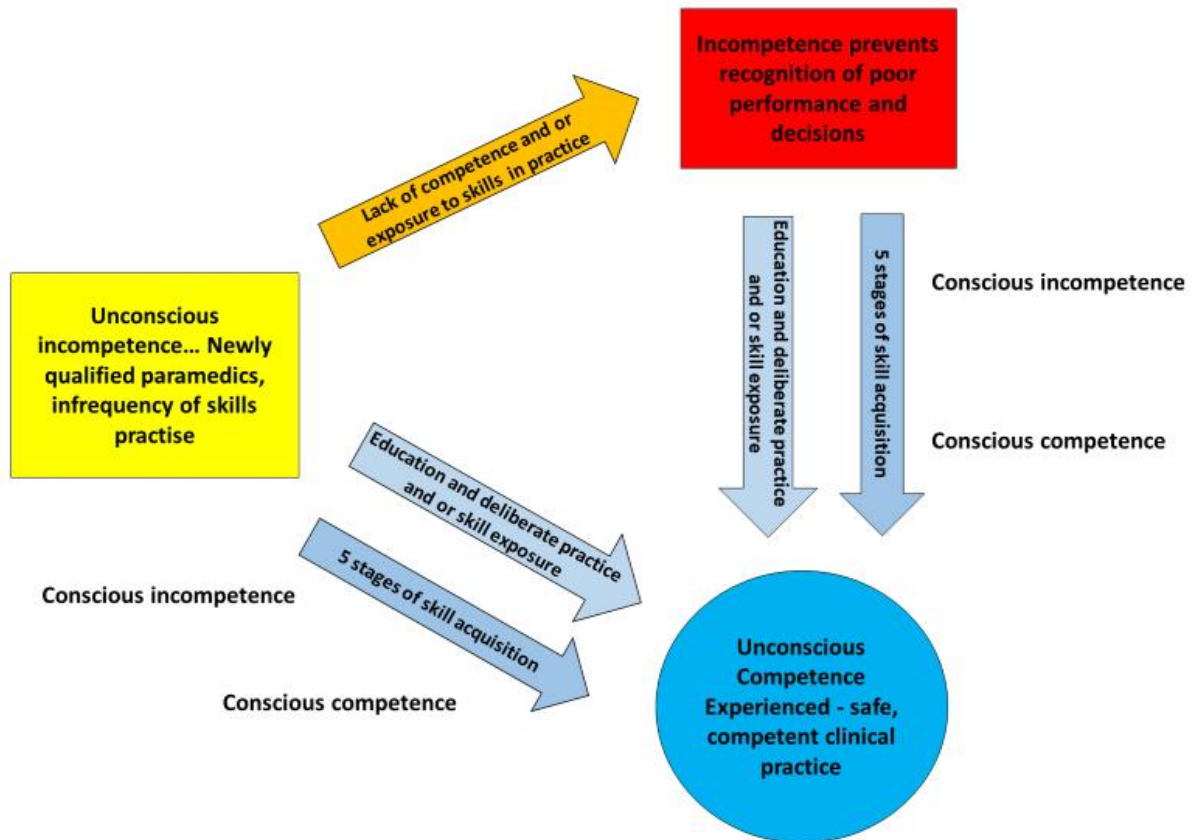 Incompetence prevents
recognition of poor
performance and
decisions
Lack of competence and or
exposure to skills in practice
Unconscious
incompetence... Newly
qualified paramedics,
infrequency of skills
practise
Education and deliberate practice
and or skill exposure
5 stages of skill acquisition
Conscious incompetence
Conscious competence
Education and deliberate practice
and or skill exposure
5 stages of skill acquisition
Conscious incompetence
Conscious competence
Unconscious
Competence
Experienced - safe,
competent clinical
practice